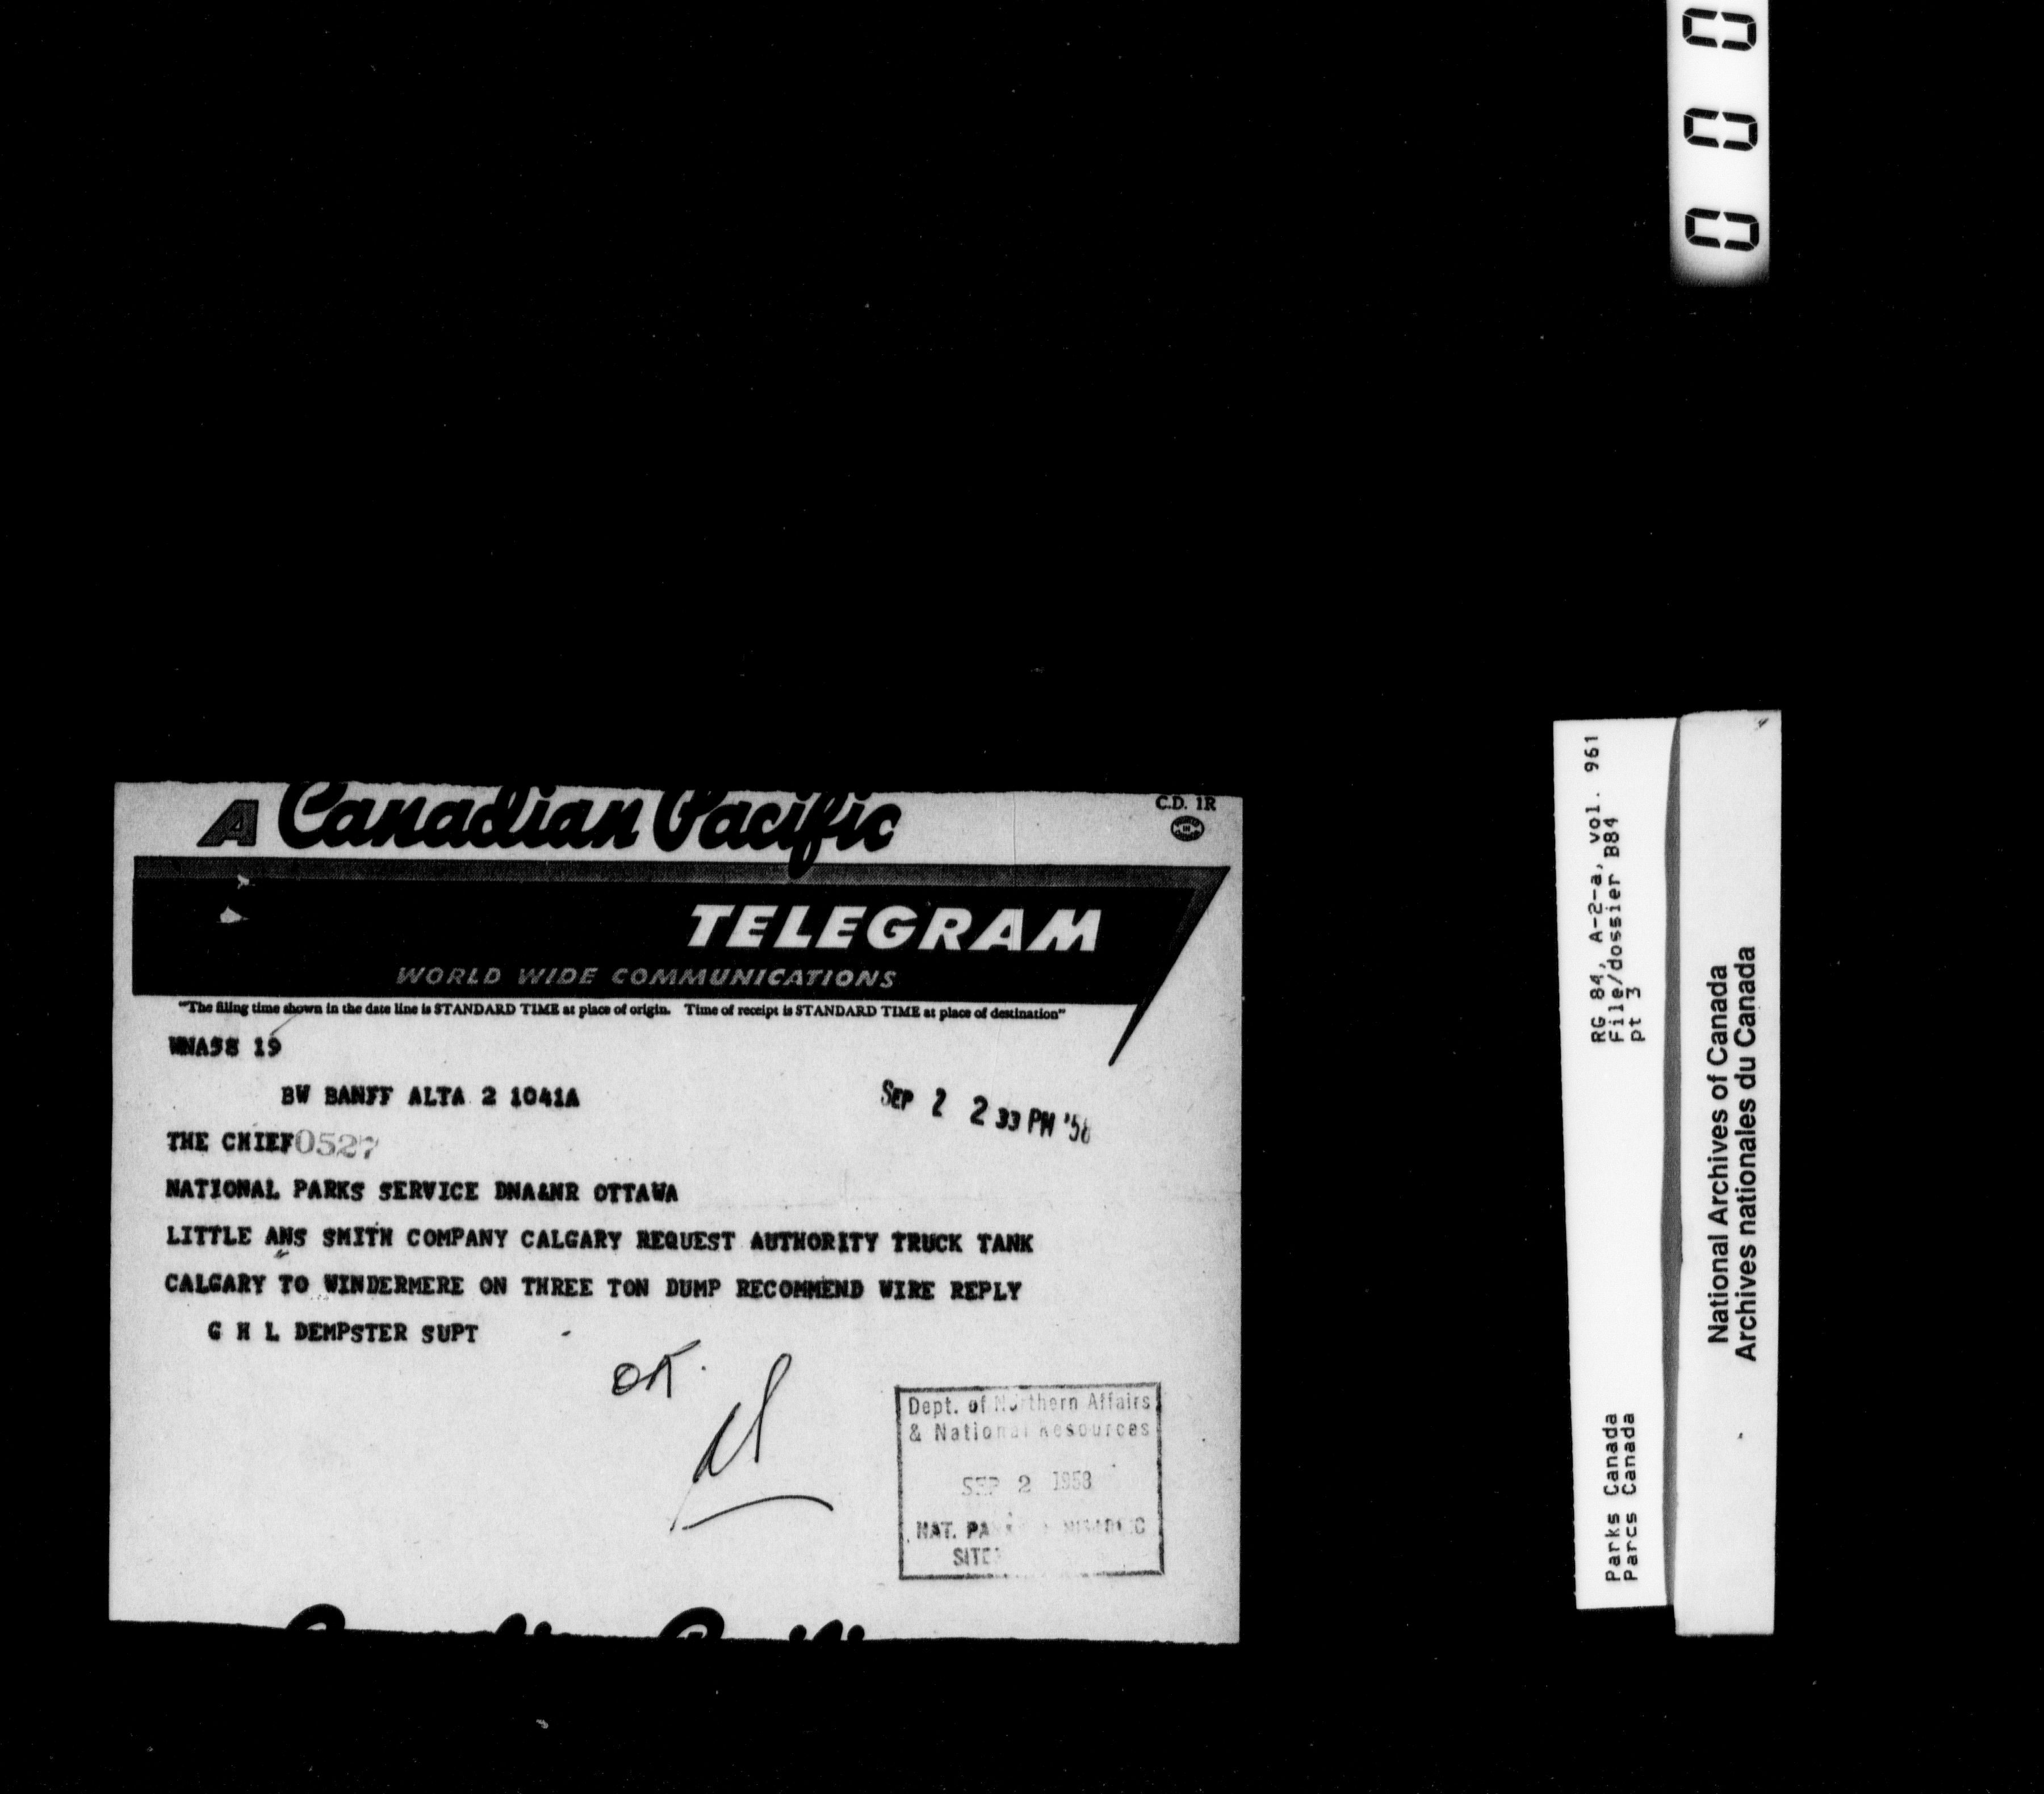 A Canadian Pacific
C.D. 1R
TELEGRAM
WORLD WIDE COMMUNICATIONS
"The filing time shown in the date line is STANDARD TIME at place of origin. Time of receipt is STANDARD TIME at place of destination"
WNA58 19
BW BANFF ALTA 2 1041A
SEP 2 2 33 PM '58
THE CHIEF 0527
NATIONAL PARKS SERVICE DNA&NR OTTAWA
LITTLE ANS SMITH COMPANY CALGARY REQUEST AUTHORITY TRUCK TANK
CALGARY TO WINDERMERE ON THREE TON DUMP RECOMMEND WIRE REPLY
G H L DEMPSTER SUPT
OK.
Dept. of Northern Affairs
& National Resources
SEP 2 1958
NAT.
000
RG 84, A-2-a, vol. 961
File/dossier B84
pt 3
Parks Canada
Parcs Canada
National Archives of Canada
Archives nationales du Canada